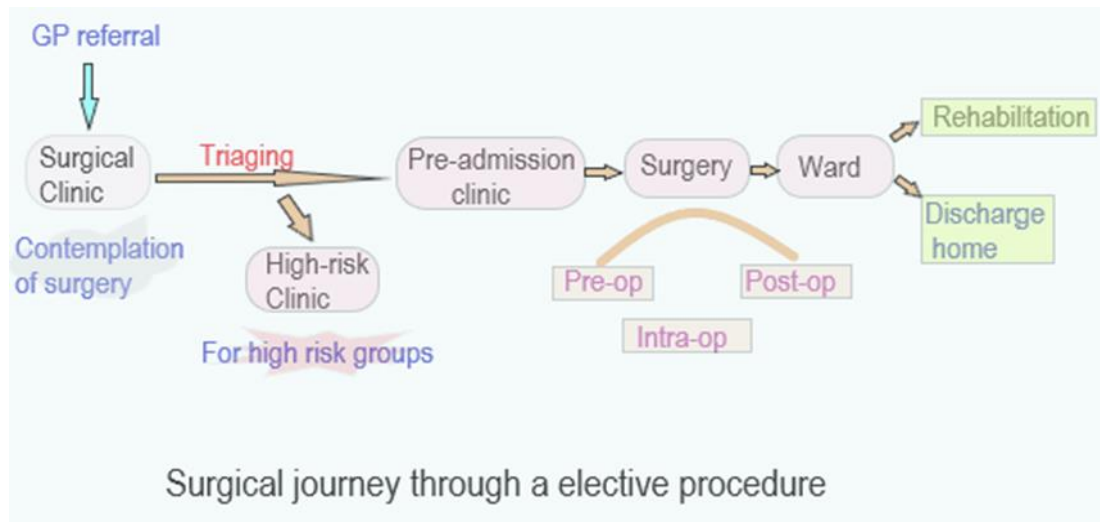 GP referral
Surgical
Clinic
Contemplation
of surgery
Triaging
High-risk
Clinic
For high risk groups
Pre-admission
clinic
Surgery
Pre-op
Intra-op
Post-op
Ward
Rehabilitation
Discharge
home
Surgical journey through a elective procedure